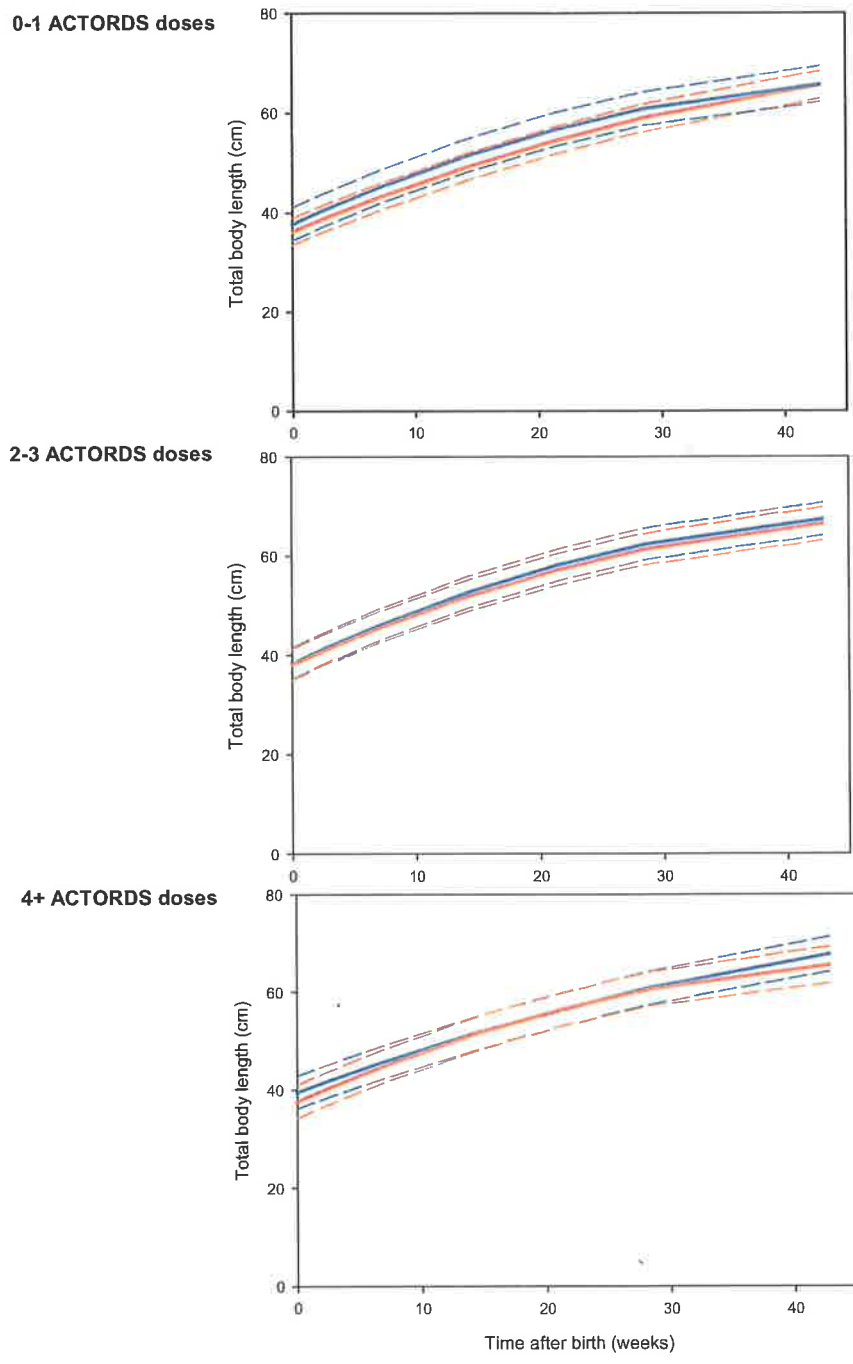 0-1 ACTORDS doses
80
60
40
20
0
Total body length (cm)
0 10 20 30 40
2-3 ACTORDS doses
80
60
40
20
0
Total body length (cm)
0 10 20 30 40
4+ ACTORDS doses
80
60
40
20
0
Total body length (cm)
0 10 20 30 40
Time after birth (weeks)